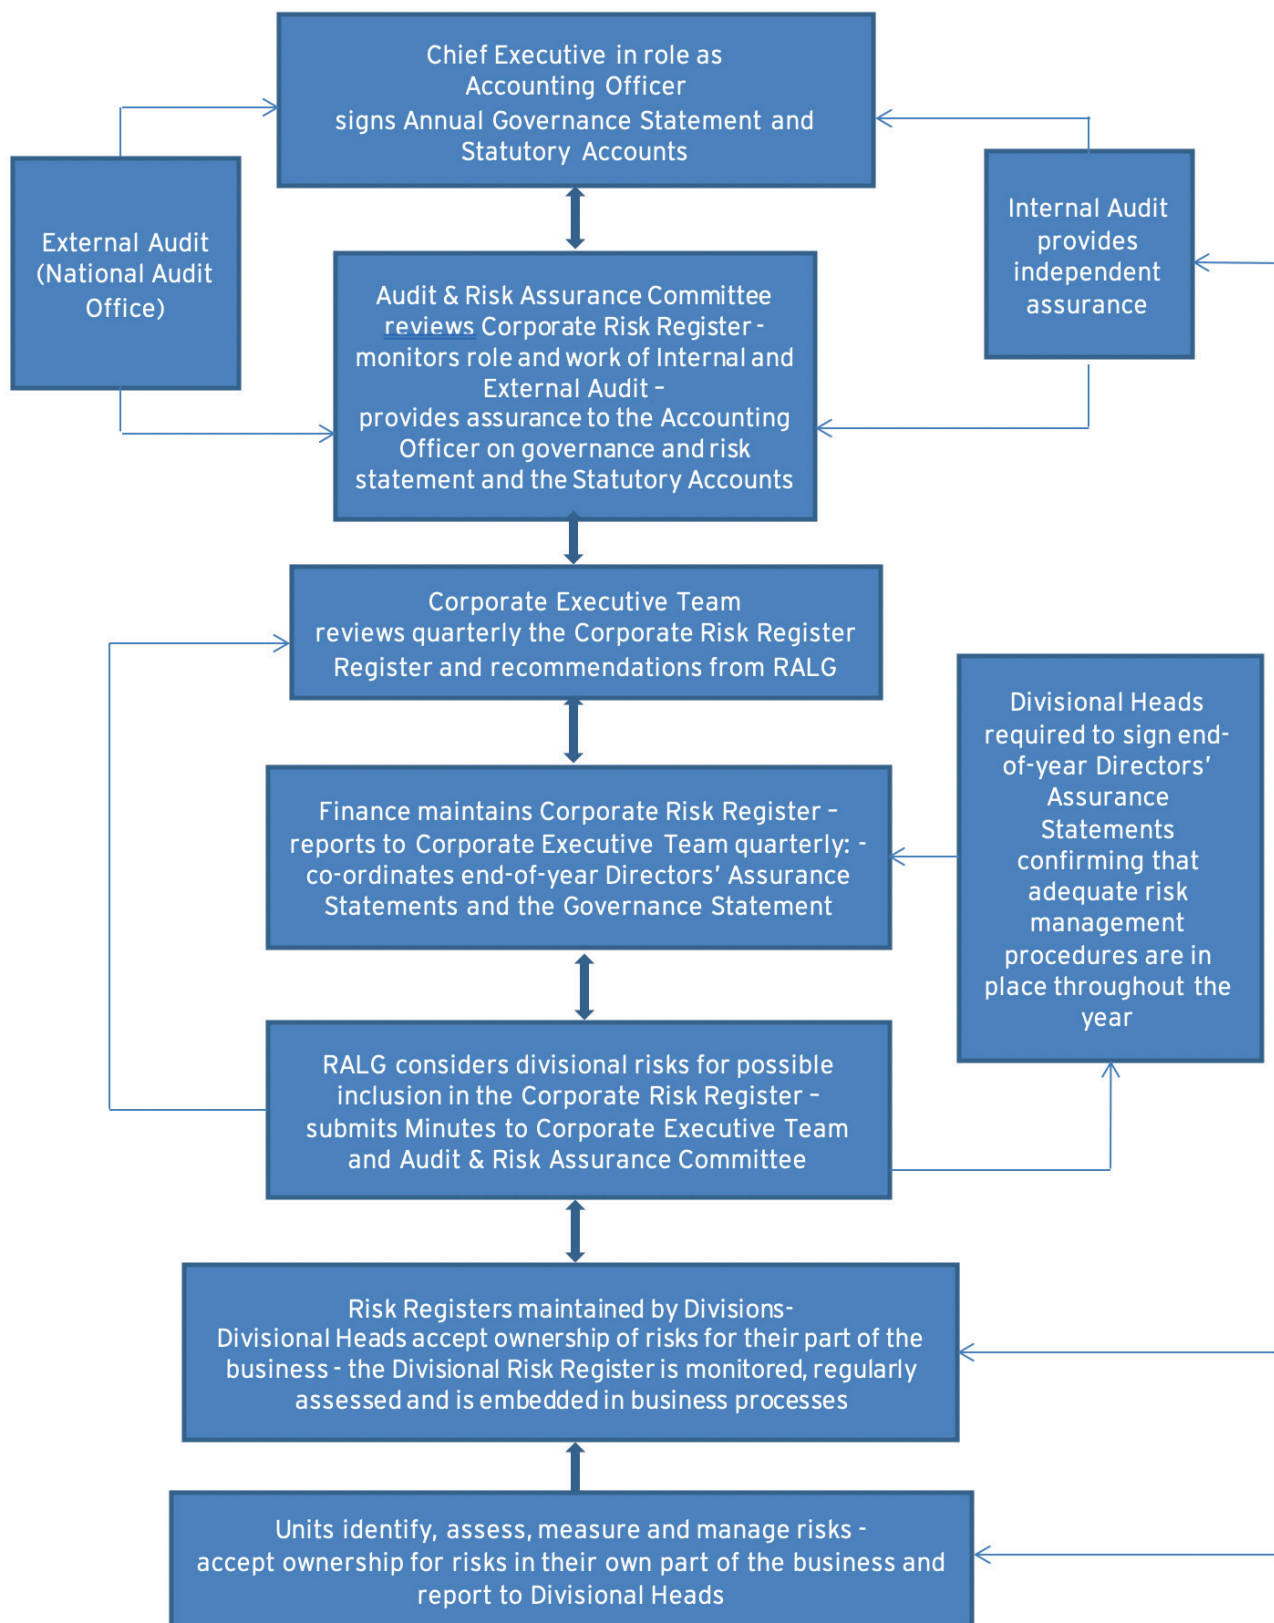 Chief Executive in role as
Accounting Officer
signs Annual Governance Statement and
Statutory Accounts
External Audit
(National Audit
Office)
Internal Audit
provides
independent
assurance
Audit & Risk Assurance Committee
reviews Corporate Risk Register -
monitors role and work of Internal and
External Audit –
provides assurance to the Accounting
Officer on governance and risk
statement and the Statutory Accounts
Corporate Executive Team
reviews quarterly the Corporate Risk Register
Register and recommendations from RALG
Divisional Heads
required to sign end-
of-year Directors’
Assurance
Statements
confirming that
adequate risk
management
procedures are in
place throughout the
year
Finance maintains Corporate Risk Register –
reports to Corporate Executive Team quarterly: -
co-ordinates end-of-year Directors’ Assurance
Statements and the Governance Statement
RALG considers divisional risks for possible
inclusion in the Corporate Risk Register –
submits Minutes to Corporate Executive Team
and Audit & Risk Assurance Committee
Risk Registers maintained by Divisions-
Divisional Heads accept ownership of risks for their part of the
business - the Divisional Risk Register is monitored, regularly
assessed and is embedded in business processes
Units identify, assess, measure and manage risks -
accept ownership for risks in their own part of the business and
report to Divisional Heads